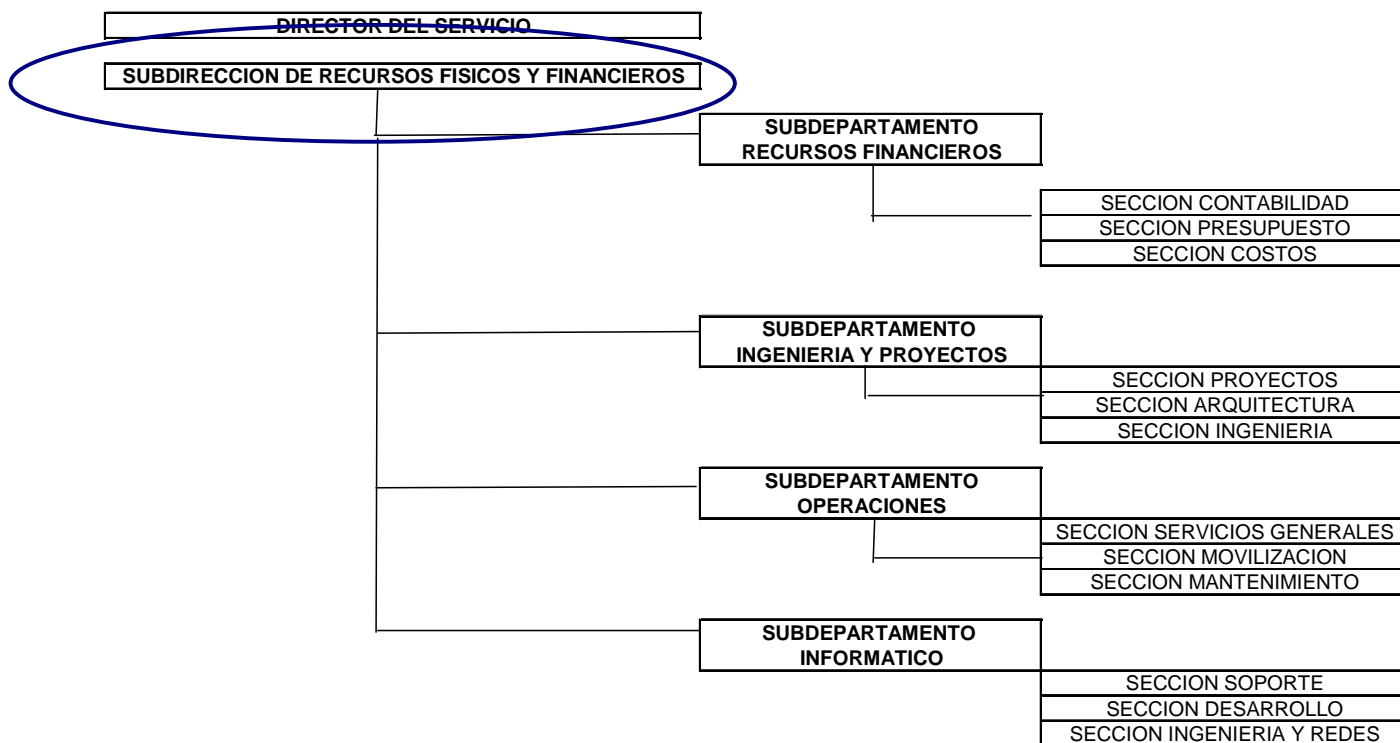 DIRECTOR DEL SERVICIO
SUBDIRECCION DE RECURSOS FISICOS Y FINANCIEROS
SUBDEPARTAMENTO
RECURSOS FINANCIEROS
SECCION CONTABILIDAD
SECCION PRESUPUESTO
SECCION COSTOS
SUBDEPARTAMENTO
INGENIERIA Y PROYECTOS
SECCION PROYECTOS
SECCION ARQUITECTURA
SECCION INGENIERIA
SUBDEPARTAMENTO
OPERACIONES
SECCION SERVICIOS GENERALES
SECCION MOVILIZACION
SECCION MANTENIMIENTO
SUBDEPARTAMENTO
INFORMATICO
SECCION SOPORTE
SECCION DESARROLLO
SECCION INGENIERIA Y REDES